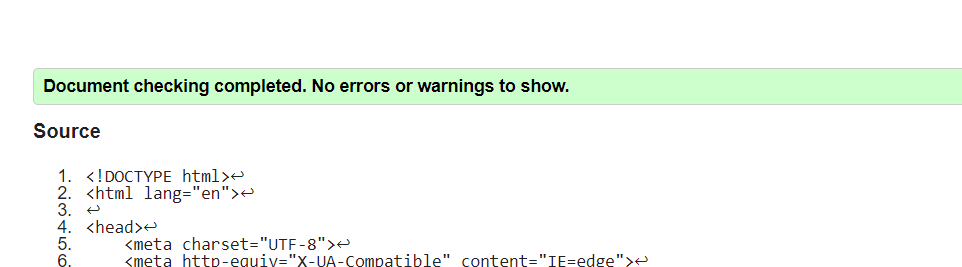 Document checking completed. No errors or warnings to show.
Source
1. <!DOCTYPE html>↩
2. <html lang="en">↩
3. ↩
4. <head>↩
5.     <meta charset="UTF-8">↩
6.     <meta http-equiv="X-UA-Compatible" content="IE=edge">↩